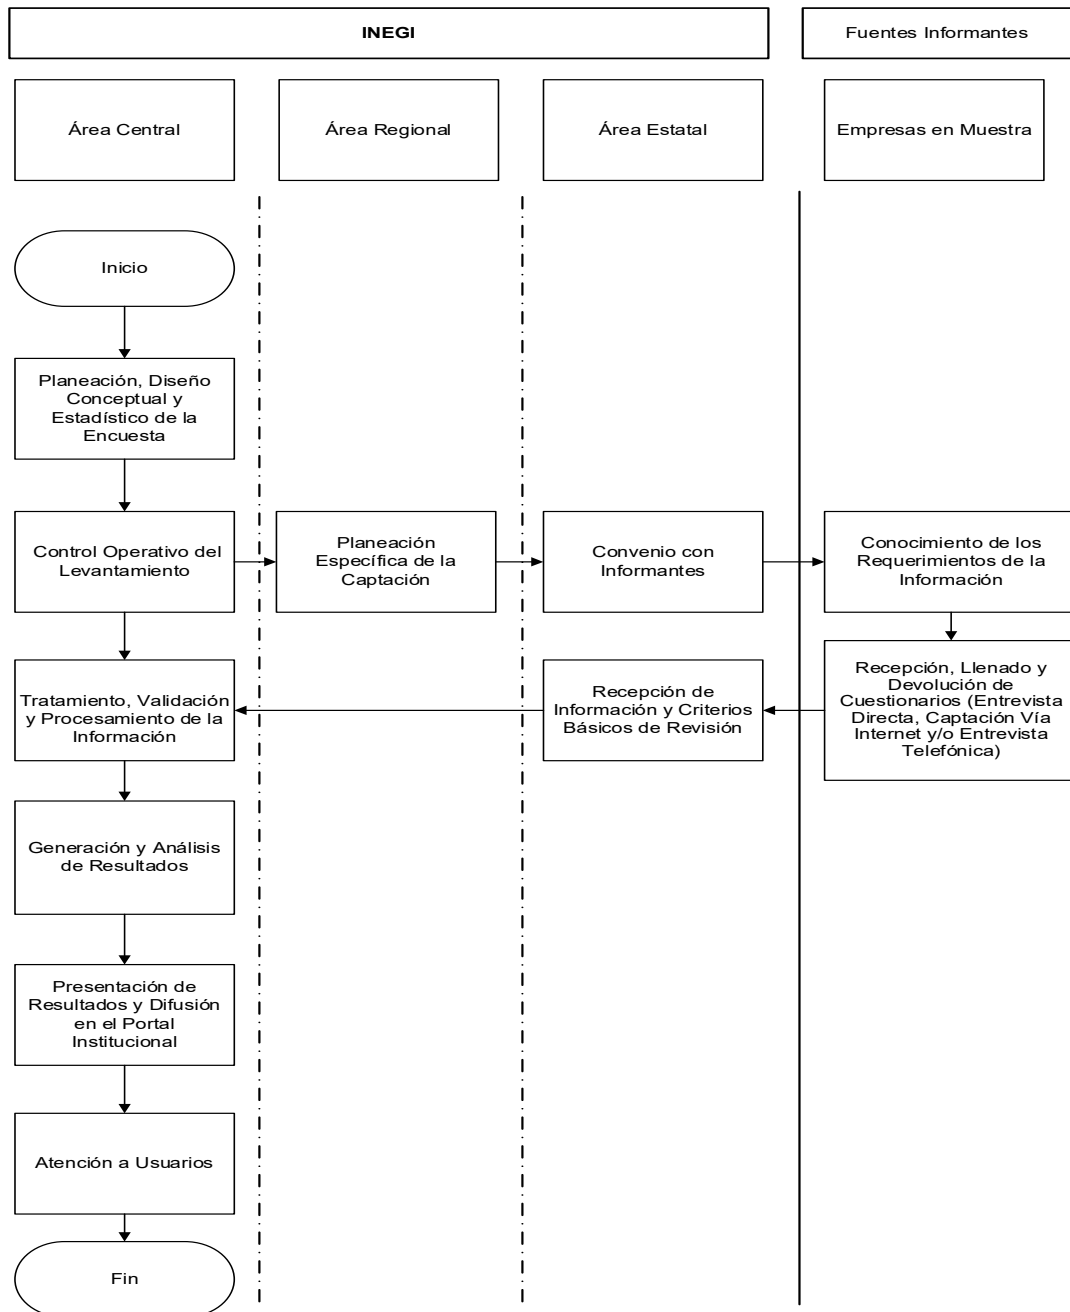 INEGI
Fuentes Informantes
Área Central
Área Regional
Área Estatal
Empresas en Muestra
Inicio
Planeación, Diseño
Conceptual y
Estadístico de la
Encuesta
Control Operativo del
Levantamiento
Planeación
Específica de la
Captación
Convenio con
Informantes
Conocimiento de los
Requerimientos de la
Información
Tratamiento, Validación
y Procesamiento de la
Información
Recepción de
Información y Criterios
Básicos de Revisión
Recepción, Llenado y
Devolución de
Cuestionarios (Entrevista
Directa, Captación Vía
Internet y/o Entrevista
Telefónica)
Generación y Análisis
de Resultados
Presentación de
Resultados y Difusión
en el Portal
Institucional
Atención a Usuarios
Fin